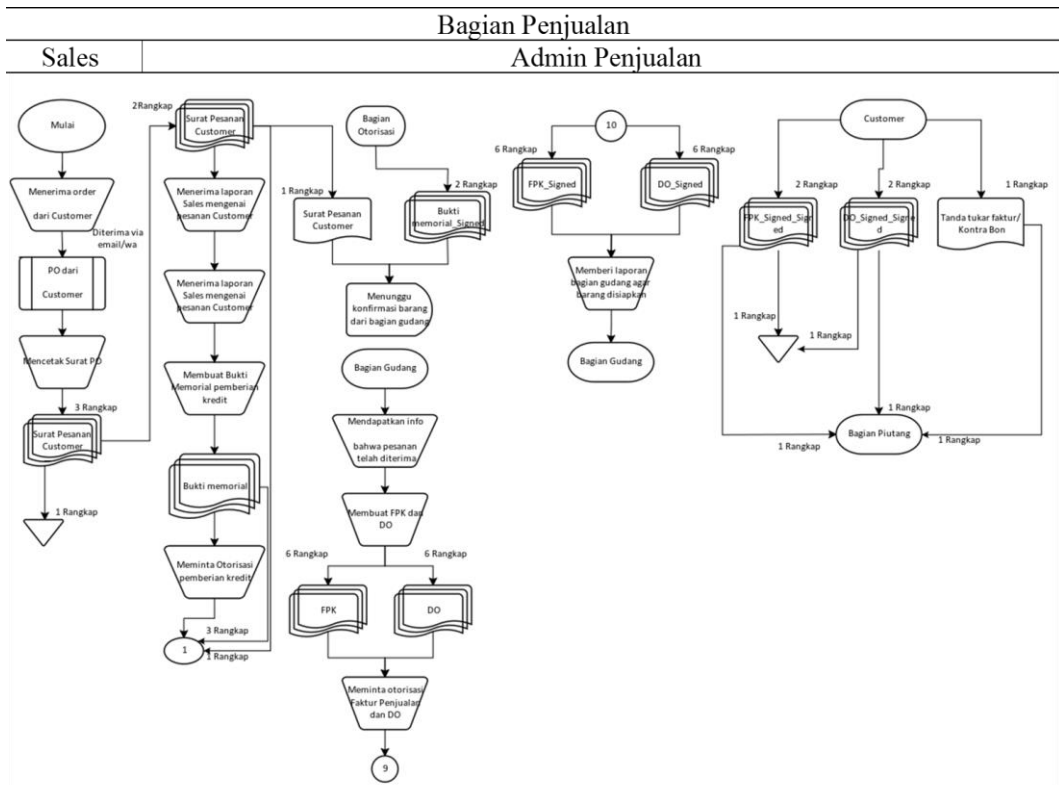 Bagian Penjualan
Sales
Admin Penjualan
Mulai
Menerima order
dari Customer
Diterima via
email/wa
PO dari
Customer
Mencetak Surat PO
3 Rangkap
Surat Pesanan
Customer
1 Rangkap
2Rangkap
Surat Pesanan
Customer
Menerima laporan
Sales mengenai
pesanan Customer
Menerima laporan
Sales mengenai
pesanan Customer
Membuat Bukti
Memorial pemberian
kredit
Bukti memorial
Meminta Otorisasi
pemberian kredit
3 Rangkap
1
1 Rangkap
Bagian
Otorisasi
1 Rangkap
Surat Pesanan
Customer
2 Rangkap
Bukti
memorial_Signed
Menunggu
konfirmasi barang
dari bagian gudang
Bagian Gudang
Mendapatkan info
bahwa pesanan
telah diterima
Membuat FPK dan
DO
6 Rangkap
6 Rangkap
FPK
DO
Meminta otorisasi
Faktur Penjualan
dan DO
9
10
6 Rangkap
6 Rangkap
FPK_Signed
DO_Signed
Memberi laporan
bagian gudang agar
barang disiapkan
Bagian Gudang
Customer
2 Rangkap
2 Rangkap
1 Rangkap
FPK_Signed_Sign
ed
DO_Signed_Signe
d
Tanda tukar faktur/
Kontra Bon
1 Rangkap
1 Rangkap
1 Rangkap
Bagian Piutang
1 Rangkap
1 Rangkap